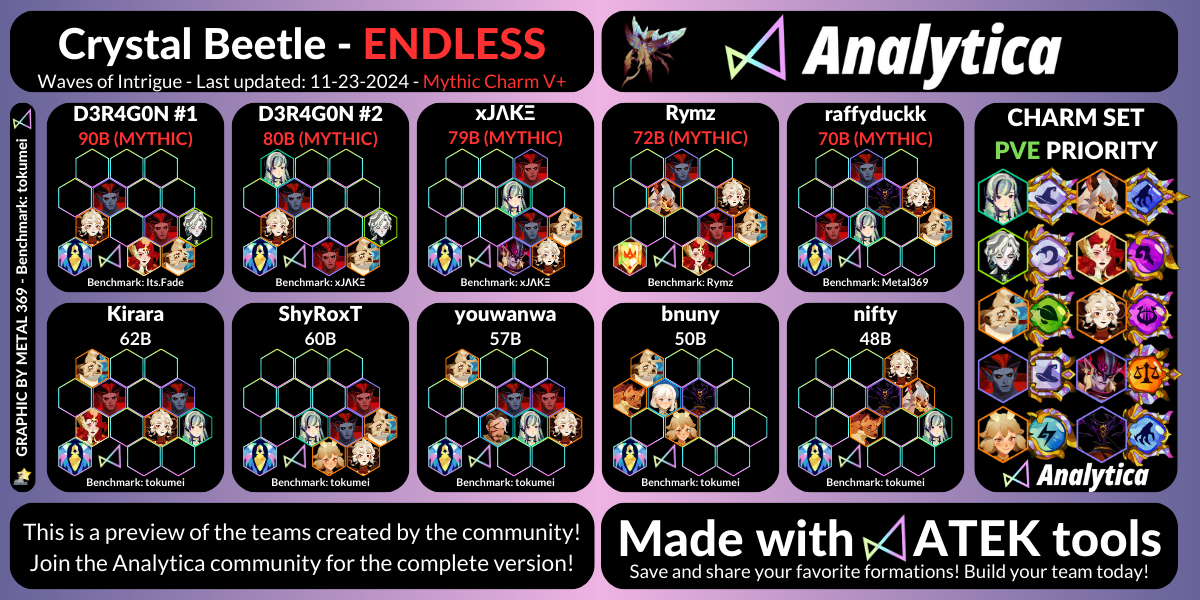 Crystal Beetle - ENDLESS
Waves of Intrigue - Last updated: 11-23-2024 - Mythic Charm V+
Analytica
GRAPHIC BY METAL 369 - Benchmark: tokumei
D3R4G0N #1
90B (MYTHIC)
Benchmark: Its.Fade
D3R4G0N #2
80B (MYTHIC)
Benchmark: xJΛKΞ
xJΛKΞ
79B (MYTHIC)
Benchmark: xJΛKΞ
Rymz
72B (MYTHIC)
Benchmark: Rymz
raffyduckk
70B (MYTHIC)
Benchmark: Metal369
CHARM SET
PVE PRIORITY
Analytica
Kirara
62B
Benchmark: tokumei
ShyRoxT
60B
Benchmark: tokumei
youwanwa
57B
Benchmark: tokumei
bnuny
50B
Benchmark: tokumei
nifty
48B
Benchmark: tokumei
This is a preview of the teams created by the community!
Join the Analytica community for the complete version!
Made with ATEK tools
Save and share your favorite formations! Build your team today!